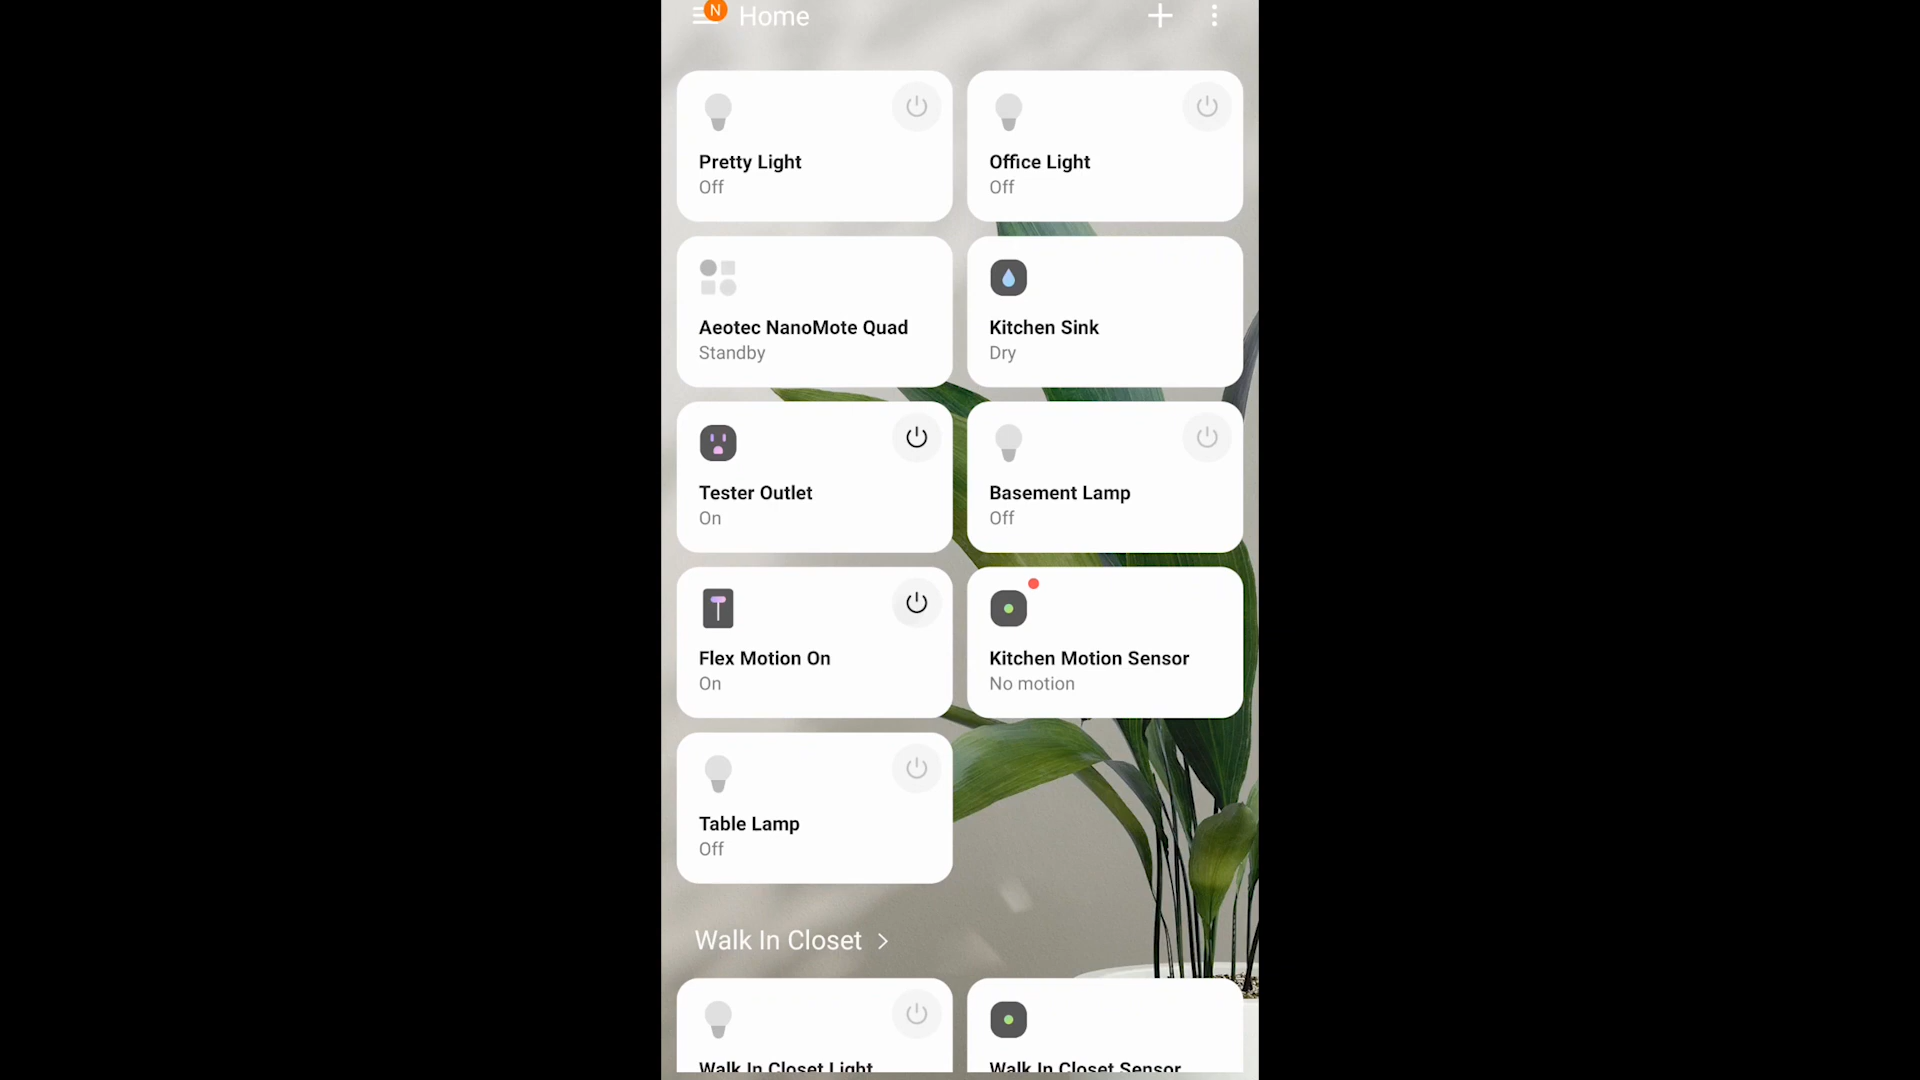 N Home
Pretty Light
Off
Office Light
Off
Aeotec NanoMote Quad
Standby
Kitchen Sink
Dry
Tester Outlet
On
Basement Lamp
Off
Flex Motion On
On
Kitchen Motion Sensor
No motion
Table Lamp
Off
Walk In Closet
Walk In Closet Light
Walk In Closet Sensor